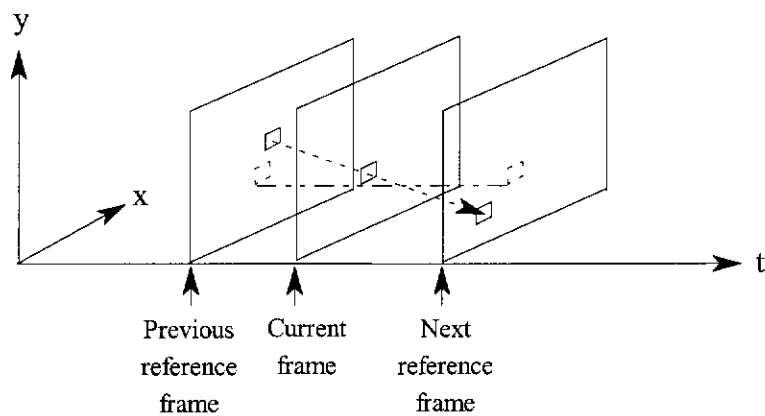 y
x
t
Previous
reference
frame
Current
frame
Next
reference
frame